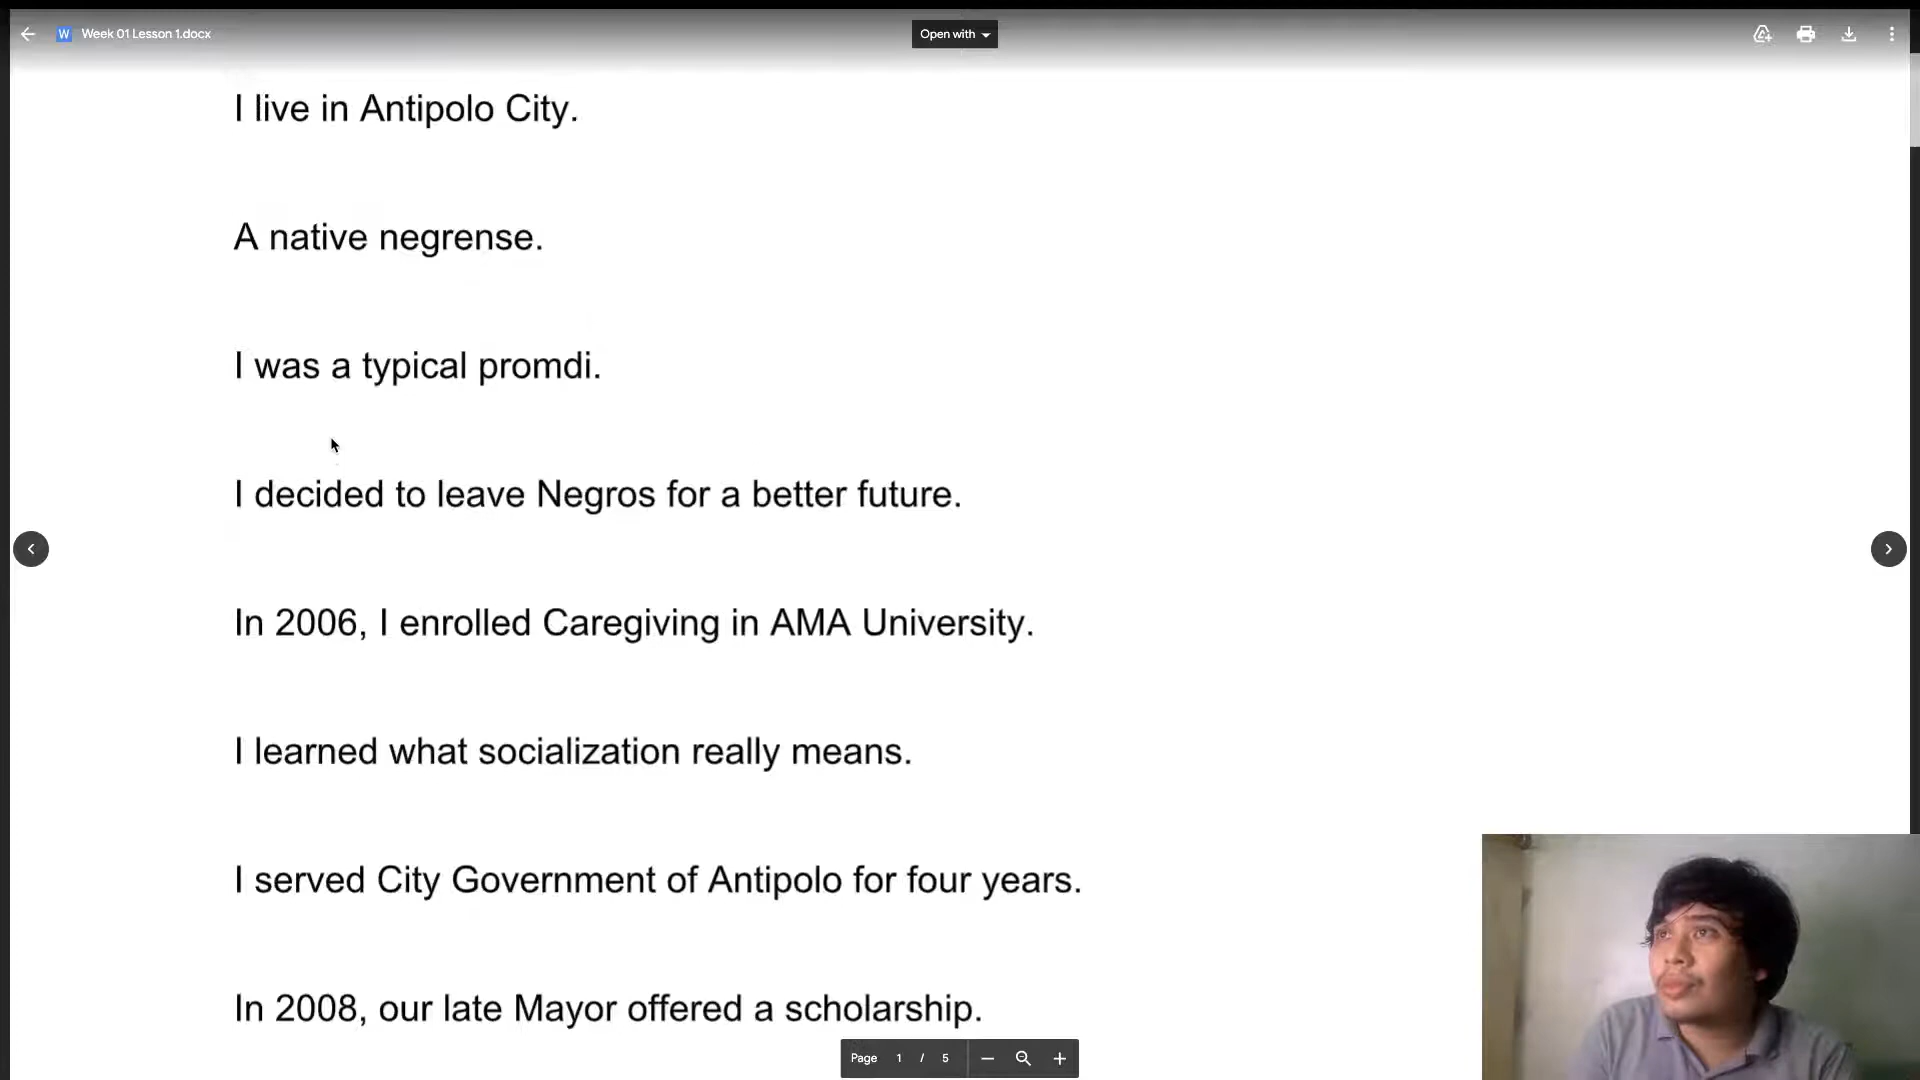 Week 01 Lesson 1.docx
Open with
I live in Antipolo City.
A native negrense.
I was a typical promdi.
I decided to leave Negros for a better future.
In 2006, I enrolled Caregiving in AMA University.
I learned what socialization really means.
I served City Government of Antipolo for four years.
In 2008, our late Mayor offered a scholarship.
Page 1 / 5